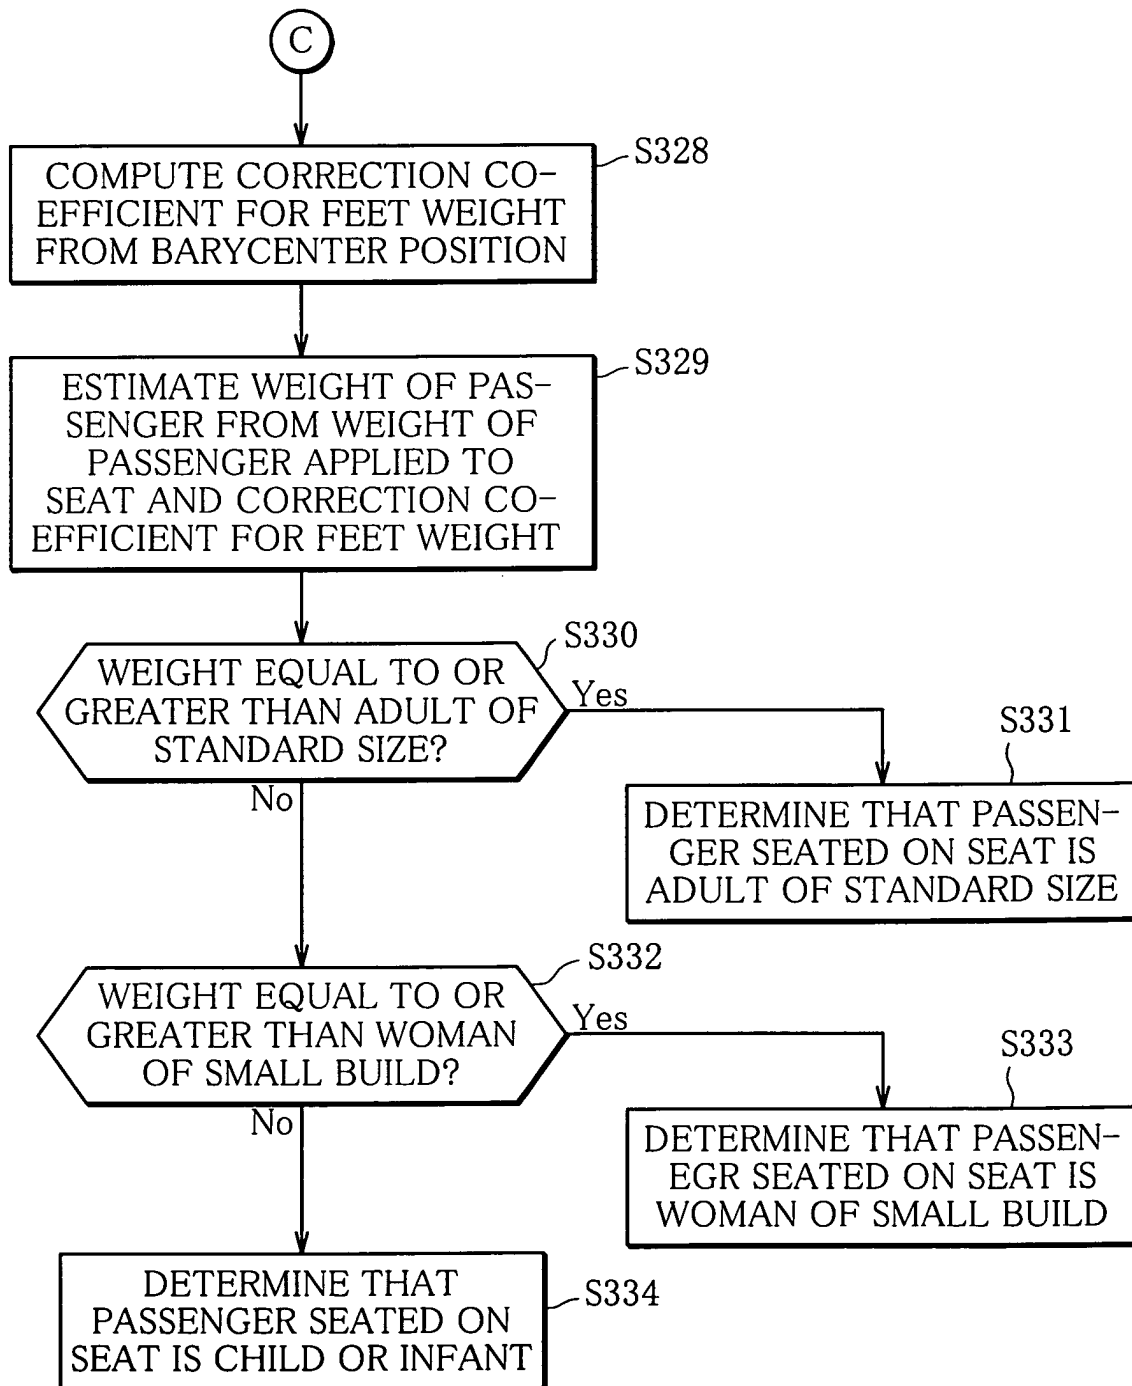 C
S328
COMPUTE CORRECTION CO-
EFFICIENT FOR FEET WEIGHT
FROM BARYCENTER POSITION
S329
ESTIMATE WEIGHT OF PAS-
SENGER FROM WEIGHT OF
PASSENGER APPLIED TO
SEAT AND CORRECTION CO-
EFFICIENT FOR FEET WEIGHT
S330
WEIGHT EQUAL TO OR
GREATER THAN ADULT OF
STANDARD SIZE?
Yes
No
S331
DETERMINE THAT PASSEN-
GER SEATED ON SEAT IS
ADULT OF STANDARD SIZE
S332
WEIGHT EQUAL TO OR
GREATER THAN WOMAN
OF SMALL BUILD?
Yes
No
S333
DETERMINE THAT PASSEN-
EGR SEATED ON SEAT IS
WOMAN OF SMALL BUILD
S334
DETERMINE THAT
PASSENGER SEATED ON
SEAT IS CHILD OR INFANT